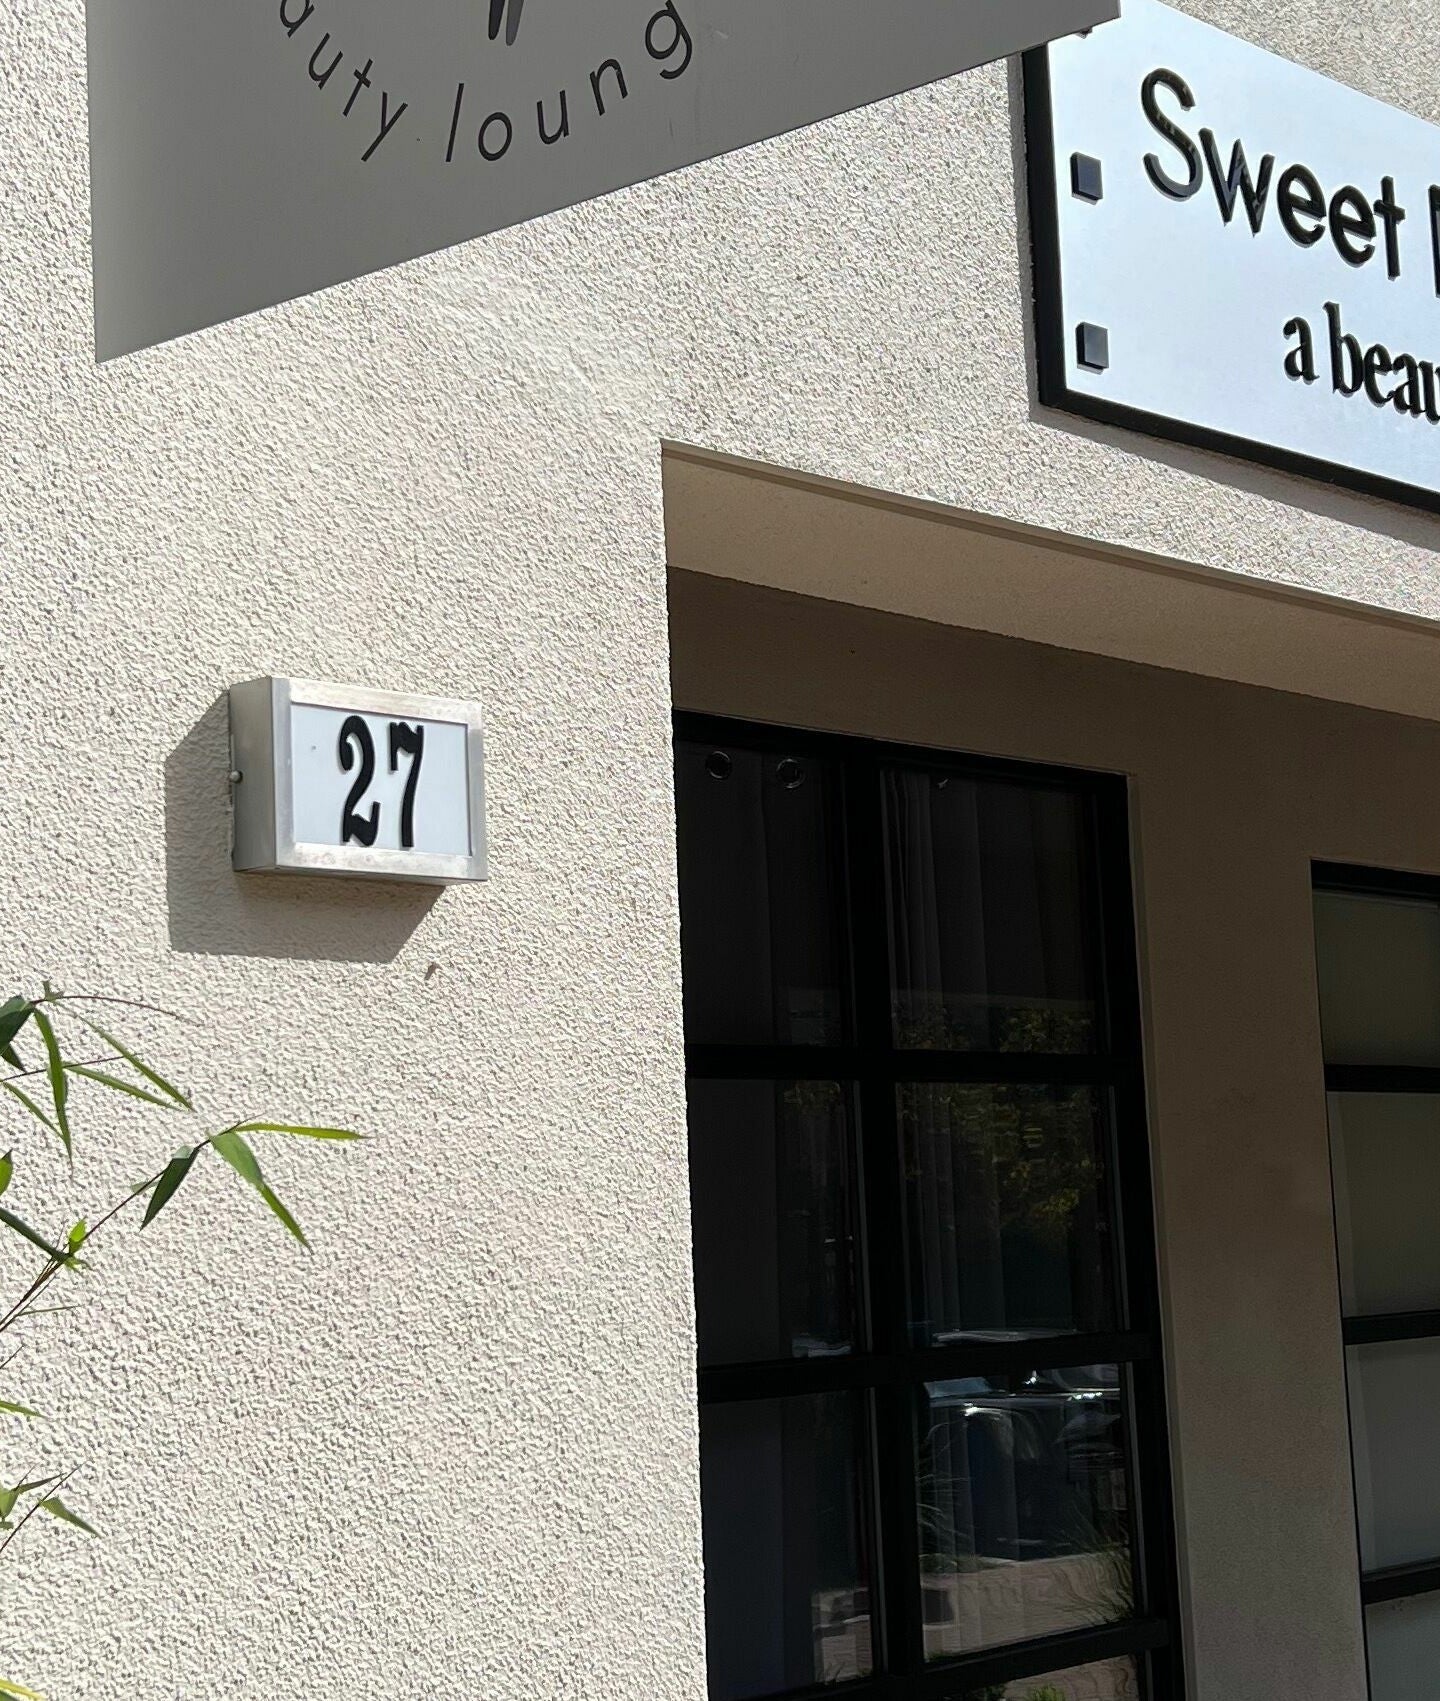 auty loung
Sweet
a beau
27